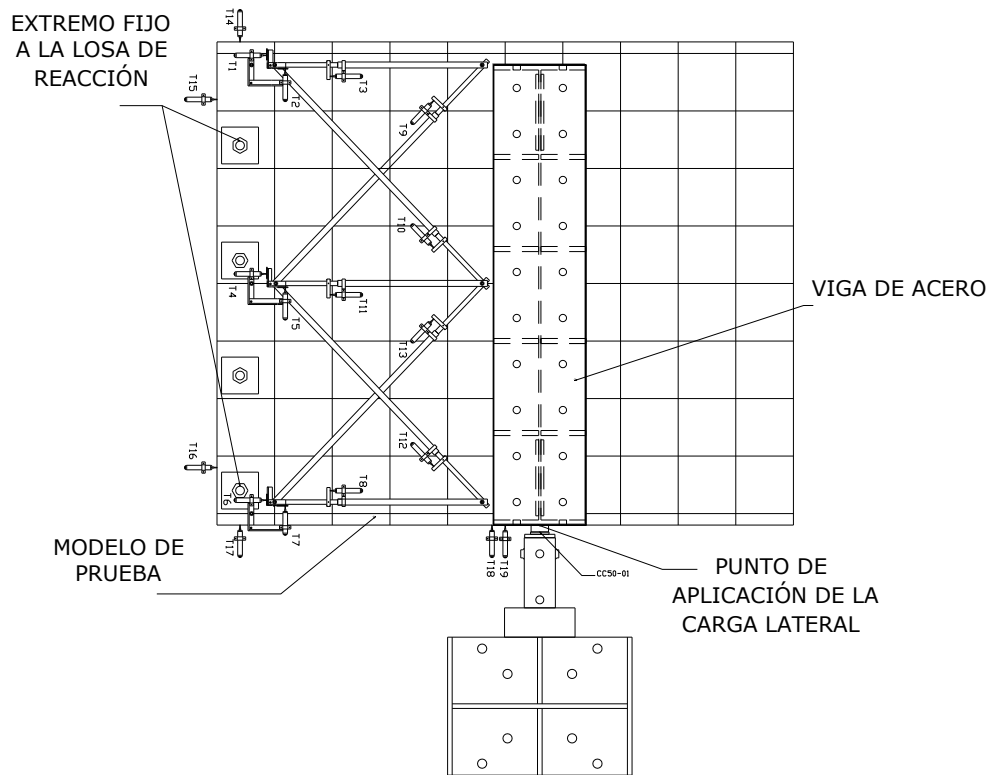 EXTREMO FIJO
A LA LOSA DE
REACCIÓN
T14
T1
T2
T3
T15
T9
T10
T4
T5
T11
T13
T12
T16
T6
T8
T7
T17
T18
T19
VIGA DE ACERO
MODELO DE
PRUEBA
CC50-01
PUNTO DE
APLICACIÓN DE LA
CARGA LATERAL